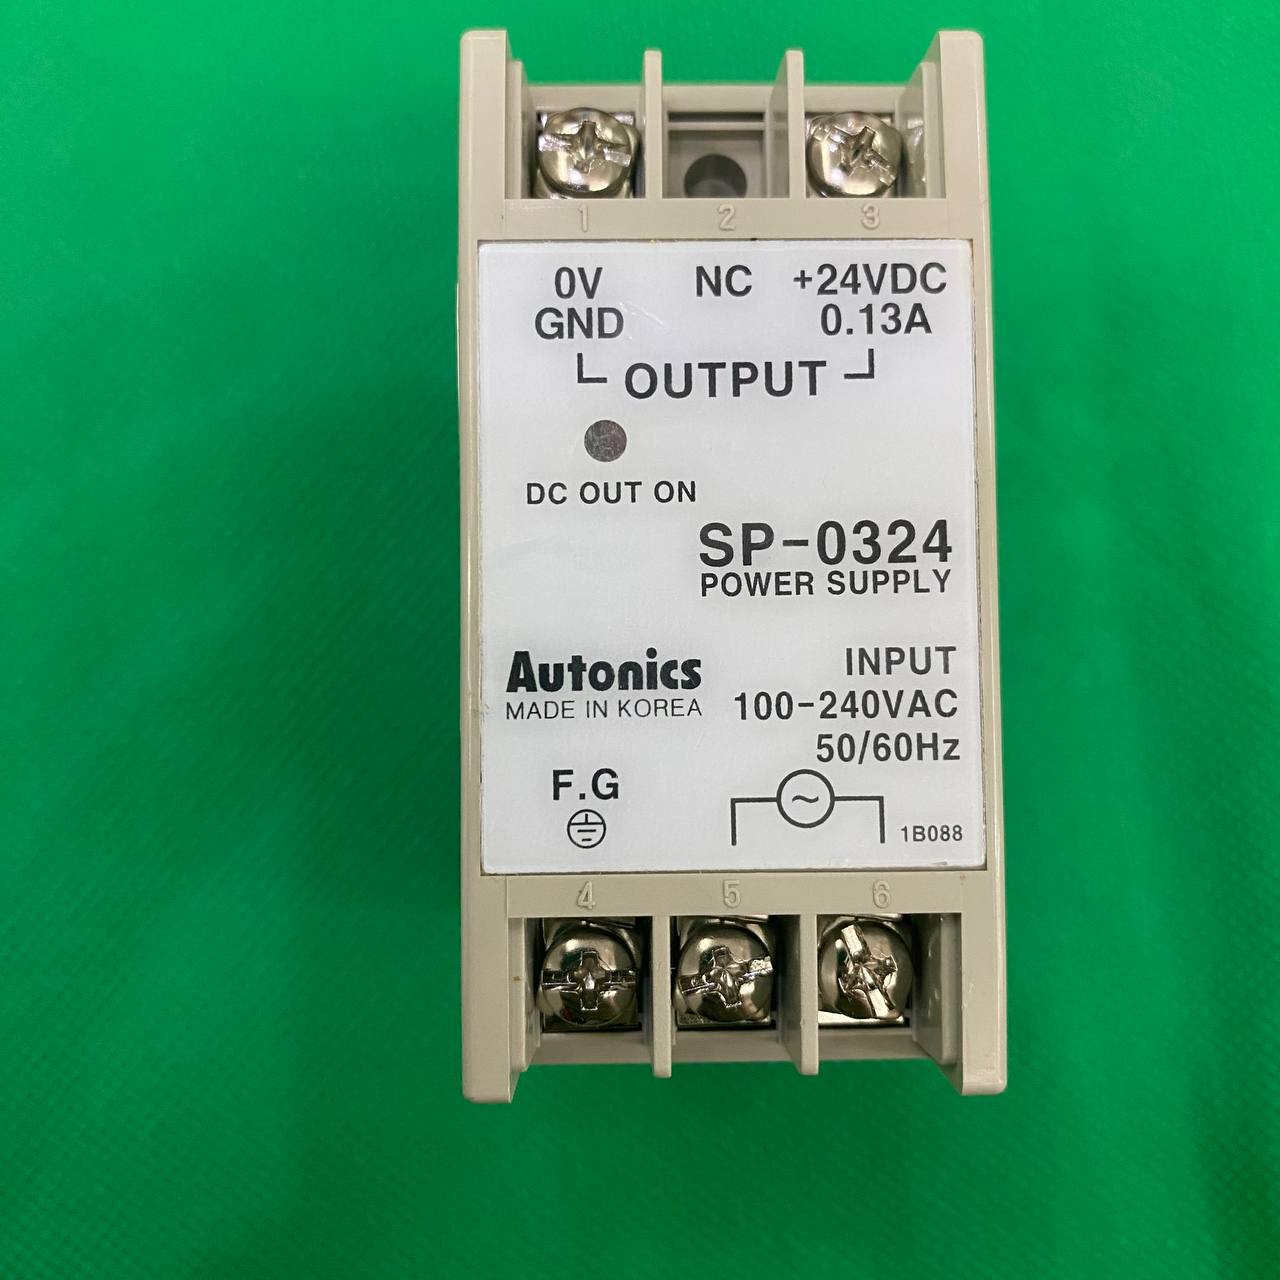 1 2 3
0V NC +24VDC
GND 0.13A
OUTPUT
DC OUT ON
SP-0324
POWER SUPPLY
Autonics
MADE IN KOREA
INPUT
100-240VAC
50/60Hz
F.G
1B088
4 5 6